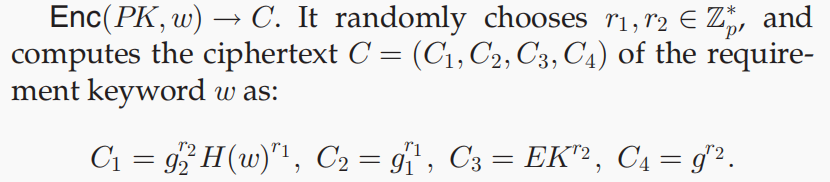 Enc(PK, w) → C. It randomly chooses r₁, r₂ ∈ ℤ*ₚ, and
computes the ciphertext C = (C₁, C₂, C₃, C₄) of the require-
ment keyword w as:
C₁ = g₂^{r₂} H(w)^{r₁}, C₂ = g₁^{r₁}, C₃ = EK^{r₂}, C₄ = g^{r₂}.